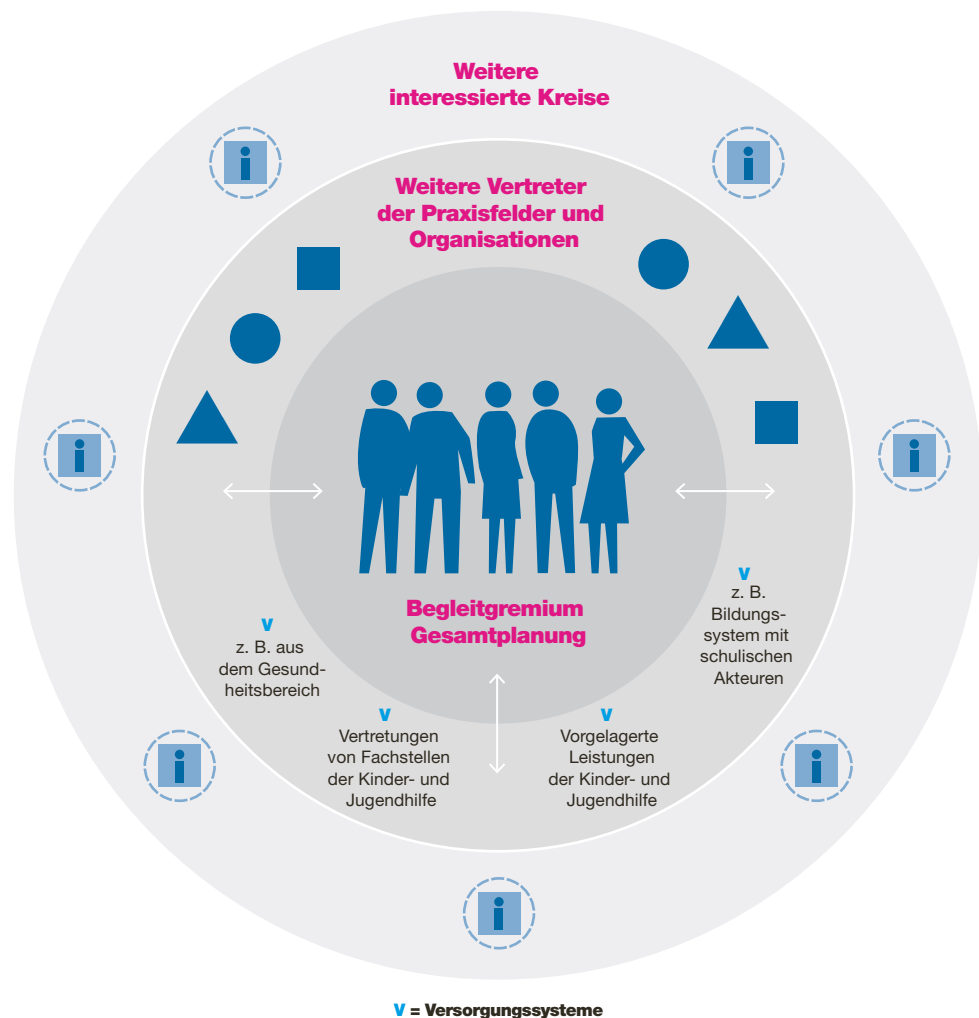 Weitere
interessierte Kreise
Weitere Vertreter
der Praxisfelder und
Organisationen
Begleitgremium
Gesamtplanung
V
z. B. aus
dem Gesund-
heitsbereich
V
Vertretungen
von Fachstellen
der Kinder- und
Jugendhilfe
V
Vorgelagerte
Leistungen
der Kinder- und
Jugendhilfe
V
z. B.
Bildungs-
system mit
schulischen
Akteuren
V = Versorgungssysteme